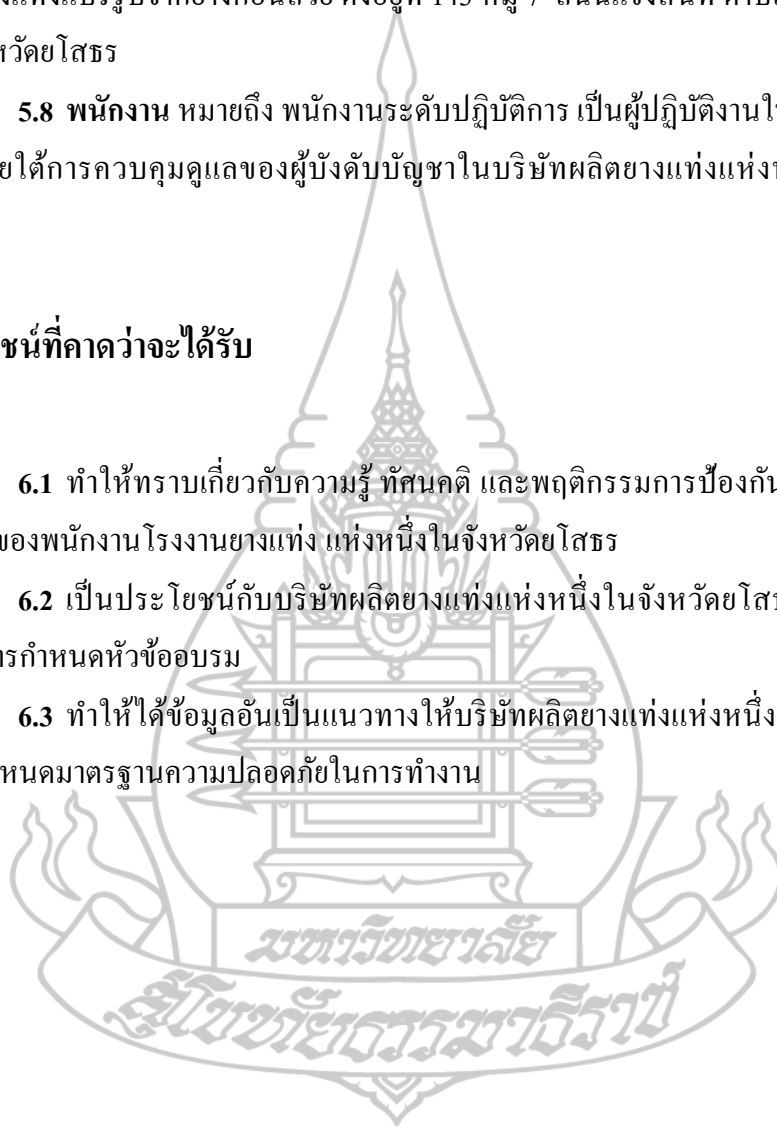 หวัดยโสธร
5.8 พนักงาน หมายถึง พนักงานระดับปฏิบัติการ เป็นผู้ปฏิบัติงานใ
ยใต้การควบคุมดูแลของผู้บังคับบัญชาในบริษัทผลิตยางแท่งแห่งห
ชน์ที่คาดว่าจะได้รับ
6.1 ทำให้ทราบเกี่ยวกับความรู้ ทัศนคติ และพฤติกรรมการป้องกัน
ของพนักงานโรงงานยางแท่ง แห่งหนึ่งในจังหวัดยโสธร
6.2 เป็นประโยชน์กับบริษัทผลิตยางแท่งแห่งหนึ่งในจังหวัดยโสธ
ารกำหนดหัวข้ออบรม
6.3 ทำให้ได้ข้อมูลอันเป็นแนวทางให้บริษัทผลิตยางแท่งแห่งหนึ่ง
หนดมาตรฐานความปลอดภัยในการทำงาน
มหาวิทยาลัย
สุโขทัยธรรมาธิราช